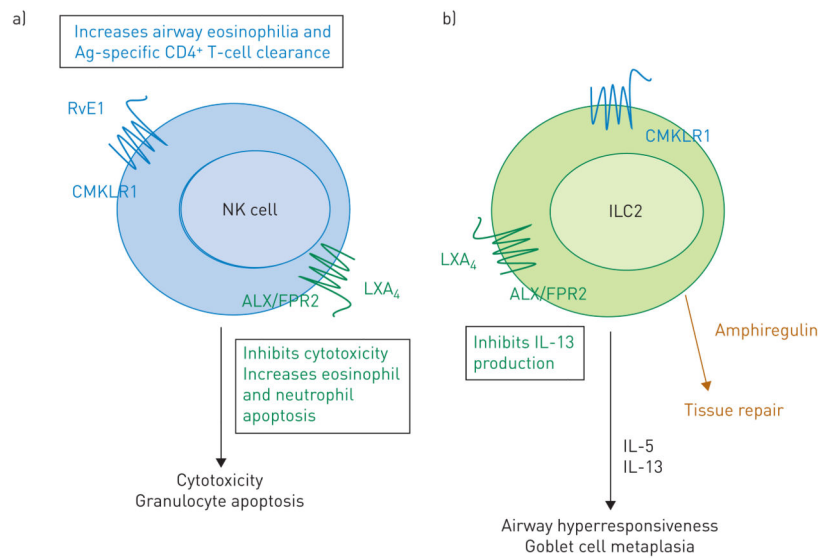 a)
Increases airway eosinophilia and
Ag-specific CD4⁺ T-cell clearance
RvE1
CMKLR1
NK cell
ALX/FPR2
LXA₄
Inhibits cytotoxicity
Increases eosinophil
and neutrophil
apoptosis
Cytotoxicity
Granulocyte apoptosis
b)
CMKLR1
ILC2
LXA₄
ALX/FPR2
Inhibits IL-13
production
Amphiregulin
Tissue repair
IL-5
IL-13
Airway hyperresponsiveness
Goblet cell metaplasia